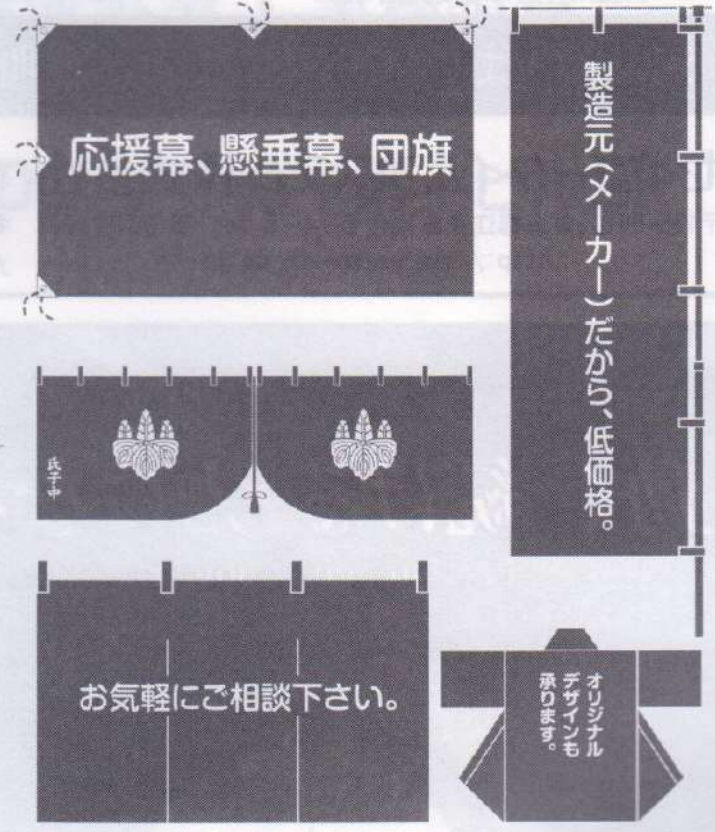 応援幕、懸垂幕、団旗
製造元(メーカー)だから、低価格。
氏子中
お気軽にご相談下さい。
オリジナル
デザインも
承ります。